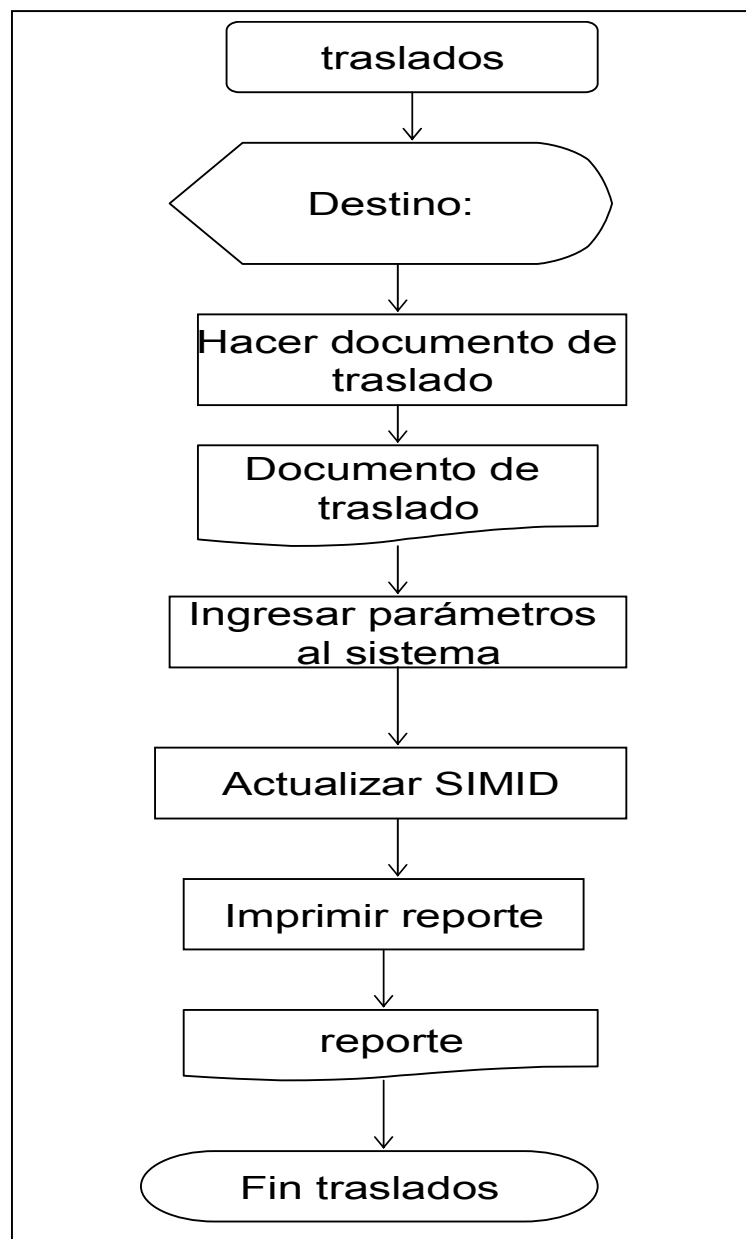 traslados
Destino:
Hacer documento de
traslado
Documento de
traslado
Ingresar parámetros
al sistema
Actualizar SIMID
Imprimir reporte
reporte
Fin traslados